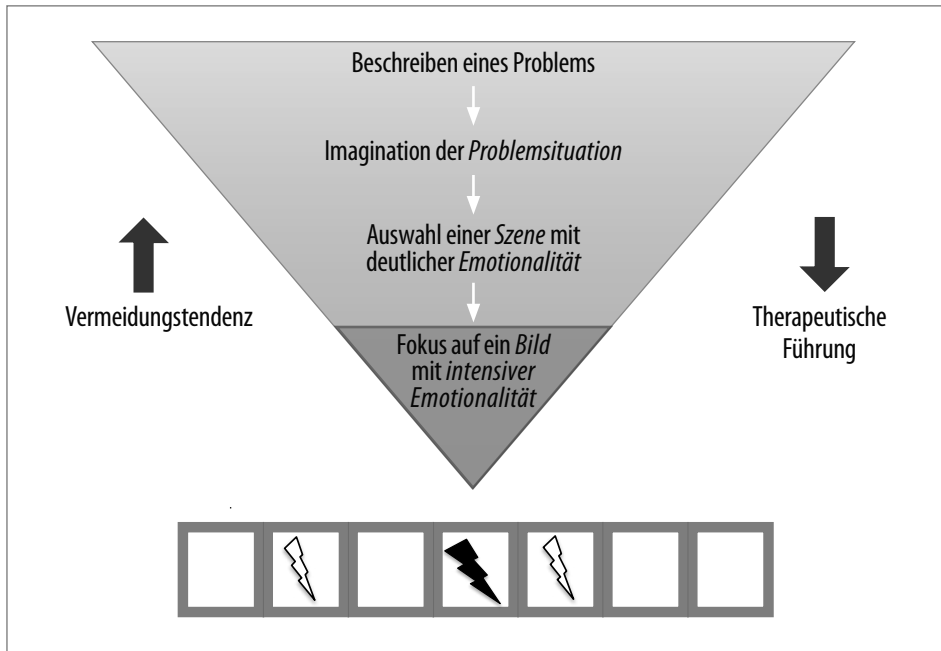 Beschreiben eines Problems
Imagination der Problemsituation
Auswahl einer Szene mit
deutlicher Emotionalität
Vermeidungstendenz
Therapeutische
Führung
Fokus auf ein Bild
mit intensiver
Emotionalität